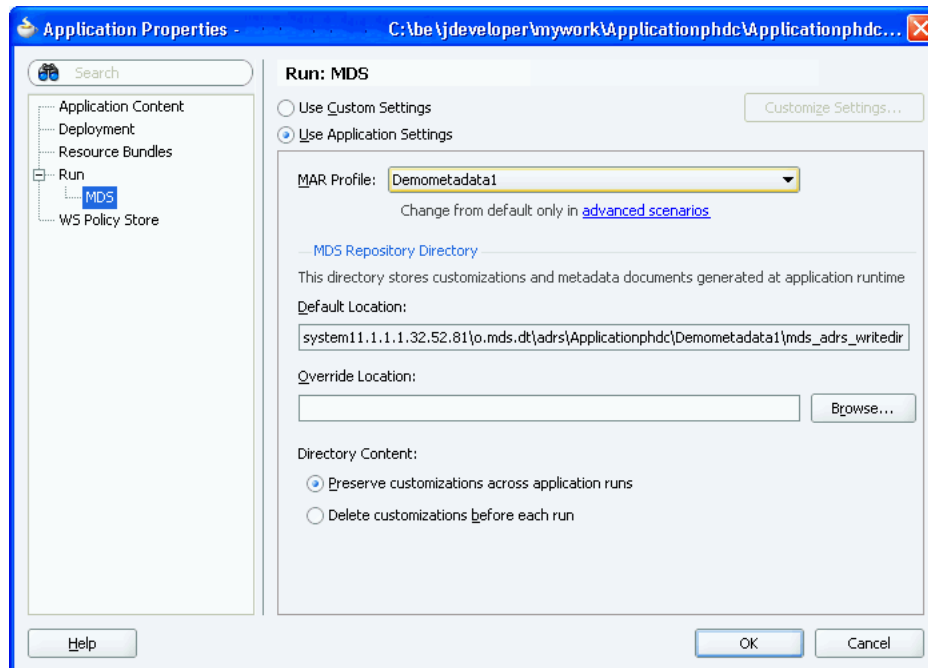 Application Properties - C:\be\jdeveloper\mywork\Applicationphdc\Applicationphdc...
Search
Application Content
Deployment
Resource Bundles
Run
MDS
WS Policy Store
Run: MDS
Use Custom Settings
Customize Settings...
Use Application Settings
MAR Profile: Demometadata1
Change from default only in advanced scenarios
MDS Repository Directory
This directory stores customizations and metadata documents generated at application runtime
Default Location:
system11.1.1.1.32.52.81\o.mds.dt\adrs\Applicationphdc\Demometadata1\mds_adrs_writedir
Override Location:
Browse...
Directory Content:
Preserve customizations across application runs
Delete customizations before each run
Help
OK
Cancel